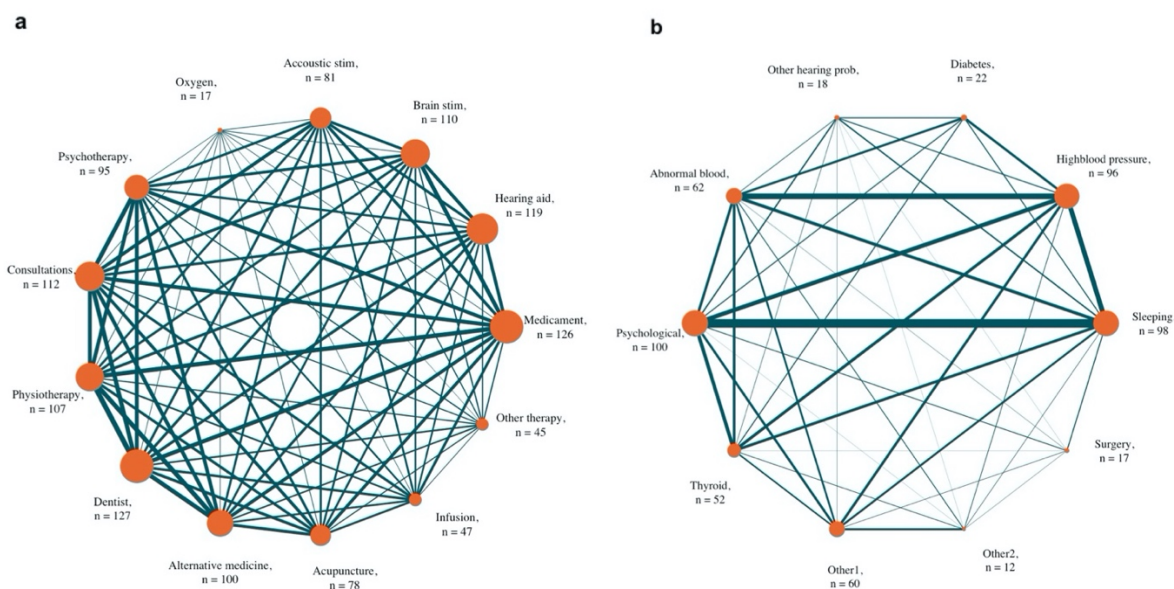 a
Accoustic stim,
n = 81
Oxygen,
n = 17
Brain stim,
n = 110
Psychotherapy,
n = 95
Hearing aid,
n = 119
Consultations,
n = 112
Medicament,
n = 126
Physiotherapy,
n = 107
Other therapy,
n = 45
Dentist,
n = 127
Infusion,
n = 47
Alternative medicine,
n = 100
Acupuncture,
n = 78
b
Other hearing prob,
n = 18
Diabetes,
n = 22
Highblood pressure,
n = 96
Abnormal blood,
n = 62
Psychological,
n = 100
Sleeping
n = 98
Surgery,
n = 17
Thyroid,
n = 52
Other2,
n = 12
Other1,
n = 60